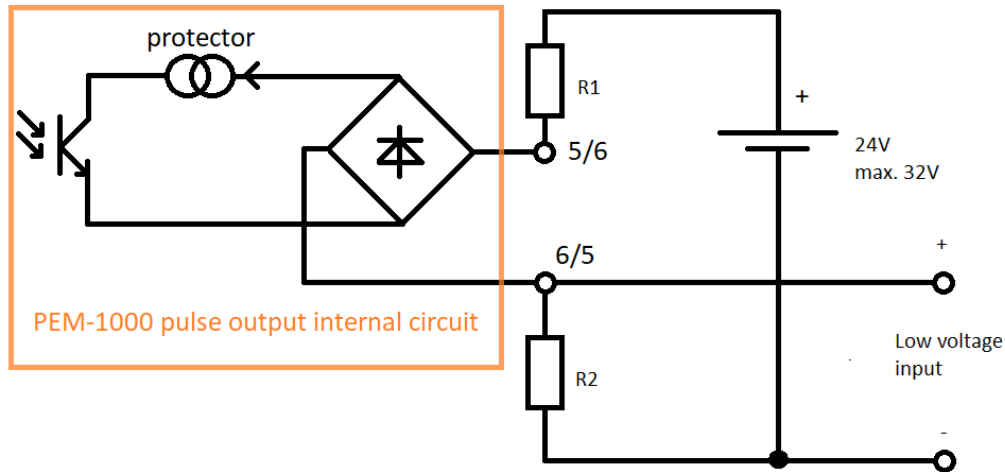 protector
R1
+
5/6
24V
max. 32V
6/5
+
PEM-1000 pulse output internal circuit
Low voltage
input
R2
-